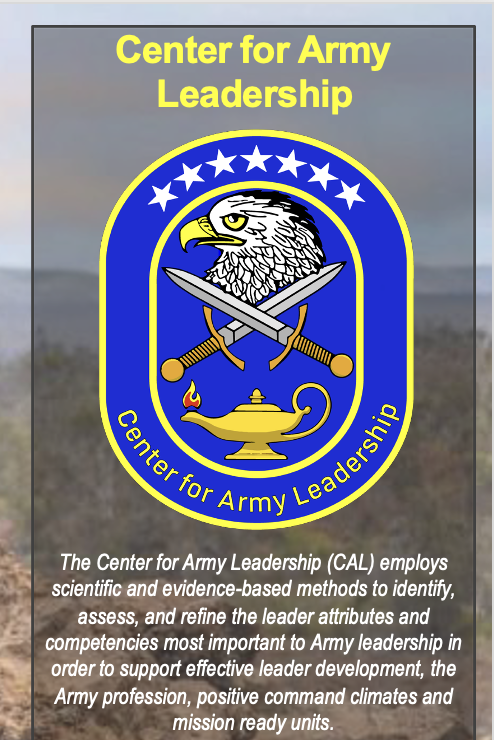 Center for Army
Leadership
Center for Army Leadership
The Center for Army Leadership (CAL) employs
scientific and evidence-based methods to identify,
assess, and refine the leader attributes and
competencies most important to Army leadership in
order to support effective leader development, the
Army profession, positive command climates and
mission ready units.